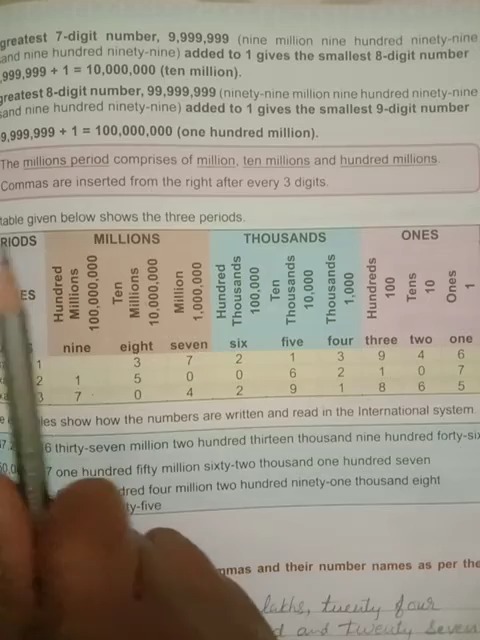 greatest 7-digit number, 9,999,999 (nine million nine hundred ninety-nine
and nine hundred ninety-nine) added to 1 gives the smallest 8-digit number
,999,999 + 1 = 10,000,000 (ten million).
greatest 8-digit number, 99,999,999 (ninety-nine million nine hundred ninety-nine
sand nine hundred ninety-nine) added to 1 gives the smallest 9-digit number
9,999,999 + 1 = 100,000,000 (one hundred million).
The millions period comprises of million, ten millions and hundred millions.
Commas are inserted from the right after every 3 digits.
table given below shows the three periods.
RIODS MILLIONS THOUSANDS ONES
ES Hundred Millions 100,000,000 Ten Millions 10,000,000 Million 1,000,000 Hundred Thousands 100,000 Ten Thousands 10,000 Thousands 1,000 Hundreds 100 Tens 10 Ones 1
nine eight seven six five four three two one
1 3 7 2 1 3 9 4 6
2 1 5 0 0 6 2 1 0 7
3 7 0 4 2 9 1 8 6 5
les show how the numbers are written and read in the International system.
6 thirty-seven million two hundred thirteen thousand nine hundred forty-six
7 one hundred fifty million sixty-two thousand one hundred seven
dred four million two hundred ninety-one thousand eight
ty-five
mmas and their number names as per the
lakhs, twenty four
d and twenty seven